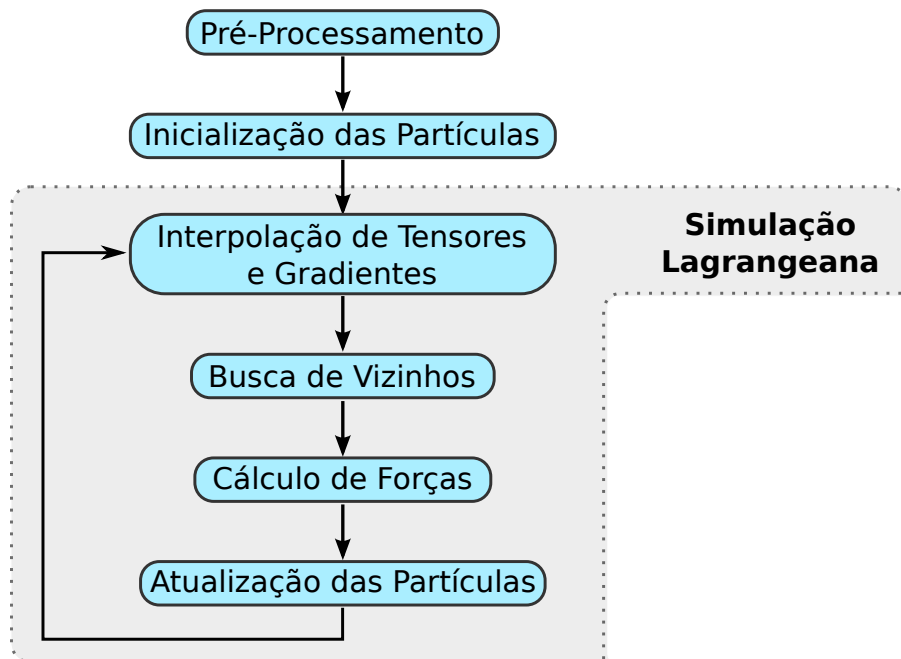 Pré-Processamento
Inicialização das Partículas
Interpolação de Tensores
e Gradientes
Simulação
Lagrangeana
Busca de Vizinhos
Cálculo de Forças
Atualização das Partículas